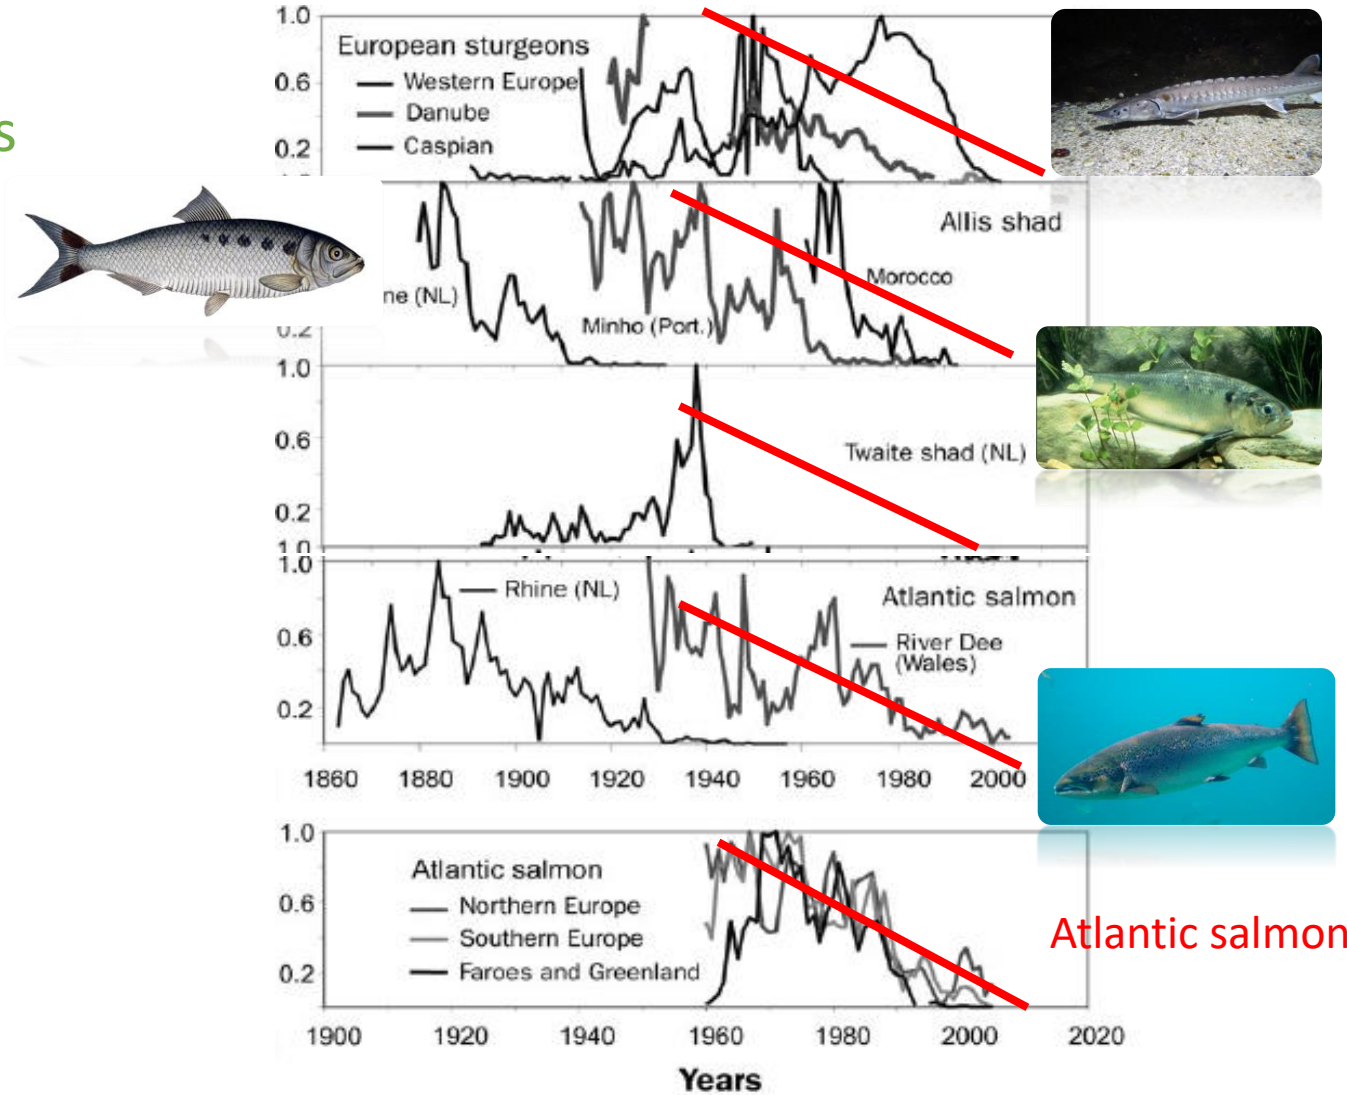 s
1.0
European sturgeons
0.6
Western Europe
Danube
0.2
Caspian
Allis shad
Morocco
ne (NL)
Minho (Port.)
0.2
1.0
0.6
Twaite shad (NL)
0.2
1.0
Rhine (NL)
Atlantic salmon
0.6
River Dee
(Wales)
0.2
1860 1880 1900 1920 1940 1960 1980 2000
1.0
Atlantic salmon
0.6
Northern Europe
Southern Europe
Atlantic salmon
0.2
Faroes and Greenland
1900 1920 1940 1960 1980 2000 2020
Years